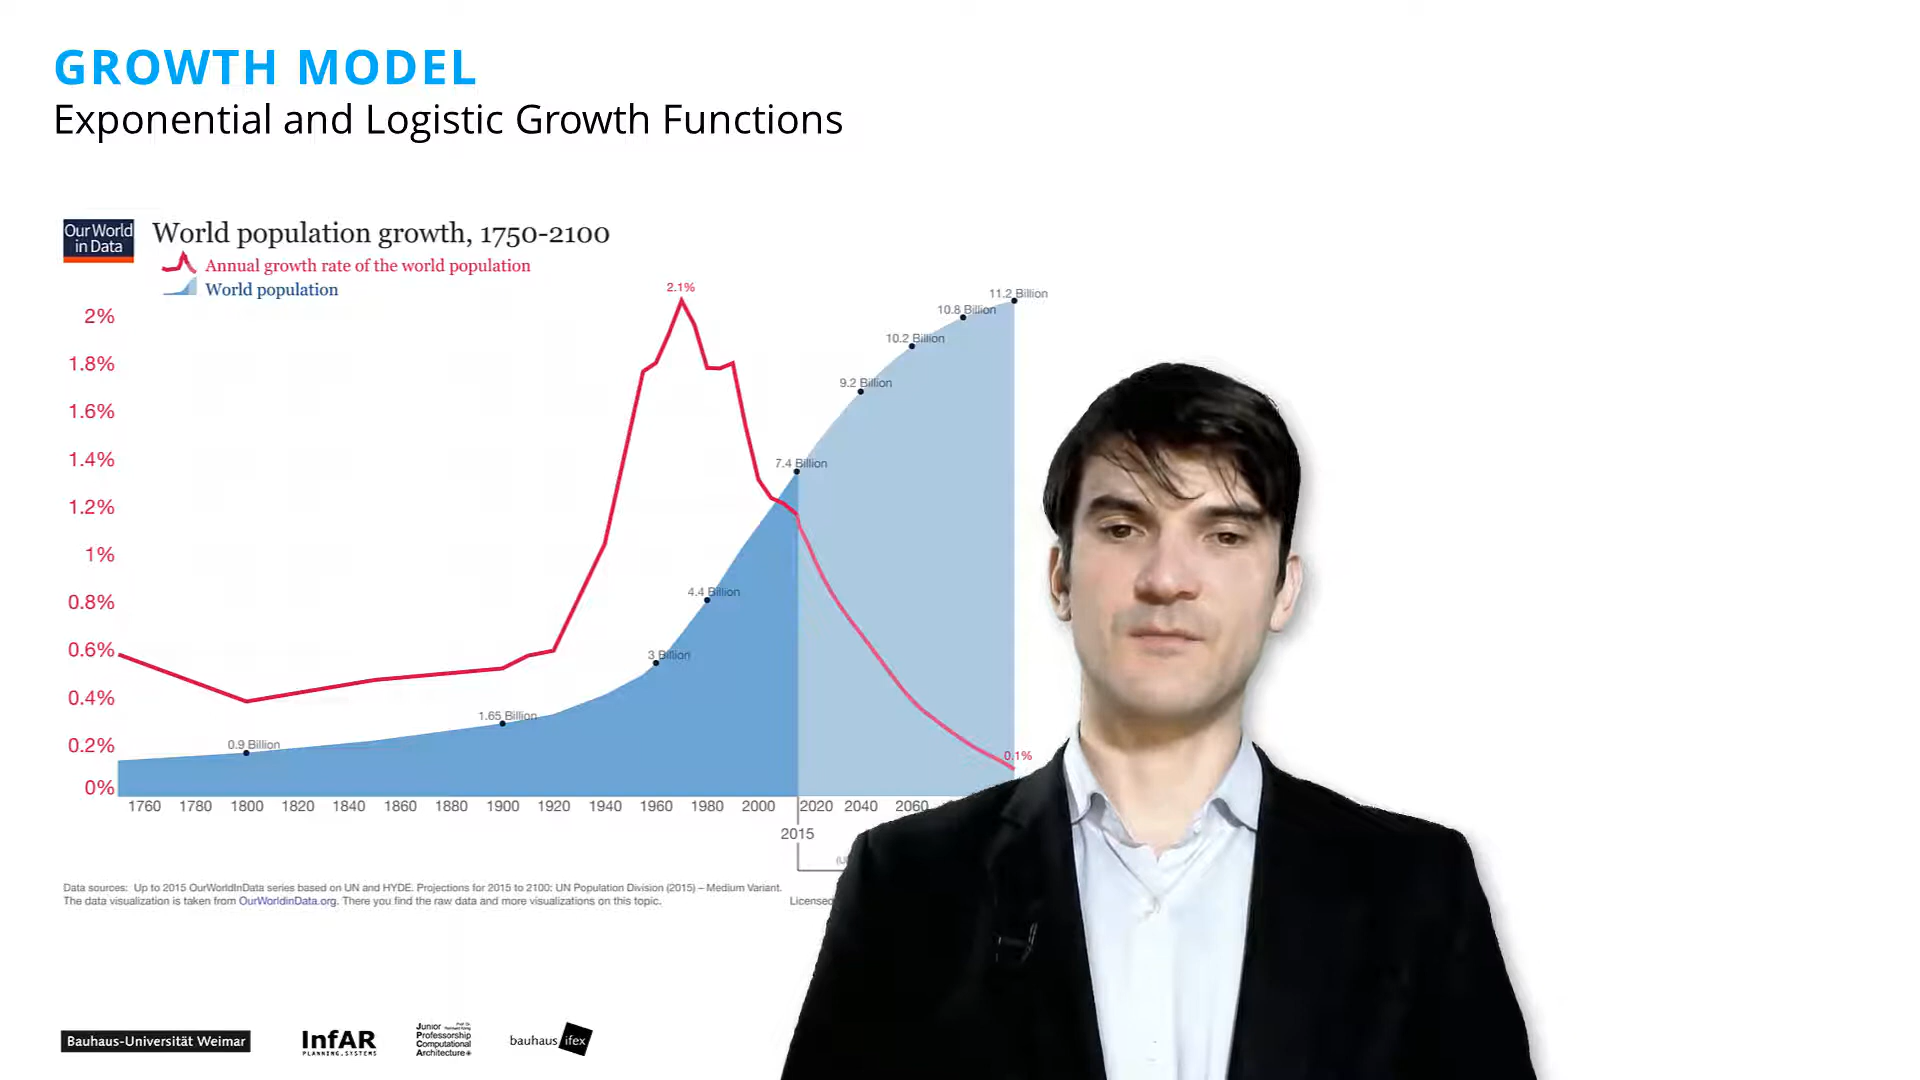 GROWTH MODEL
Exponential and Logistic Growth Functions
Our World
in Data
World population growth, 1750-2100
Annual growth rate of the world population
World population
2%
1.8%
1.6%
1.4%
1.2%
1%
0.8%
0.6%
0.4%
0.2%
0%
2.1%
11.2 Billion
10.8 Billion
10.2 Billion
9.2 Billion
7.4 Billion
4.4 Billion
3 Billion
1.65 Billion
0.9 Billion
0.1%
1760 1780 1800 1820 1840 1860 1880 1900 1920 1940 1960 1980 2000 2020 2040 2060
2015
Data sources: Up to 2015 OurWorldInData series based on UN and HYDE. Projections for 2015 to 2100: UN Population Division (2015) – Medium Variant.
The data visualization is taken from OurWorldinData.org. There you find the raw data and more visualizations on this topic.
Licensed
Bauhaus-Universität Weimar
InfAR
PLANNING.SYSTEMS
Junior
Professorship
Computational
Architecture
bauhaus ifex